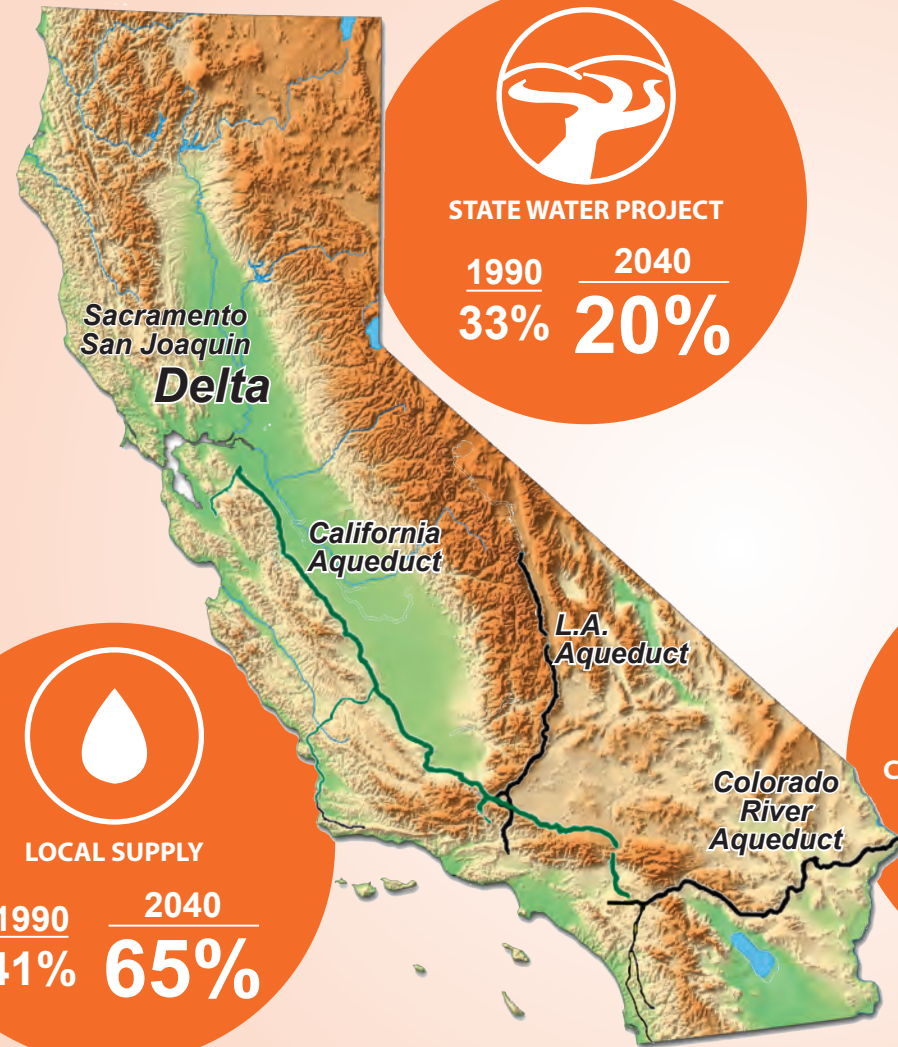 STATE WATER PROJECT
1990
2040
33%
20%
Sacramento
San Joaquin
Delta
California
Aqueduct
L.A.
Aqueduct
Colorado
River
Aqueduct
C
LOCAL SUPPLY
1990
2040
41%
65%